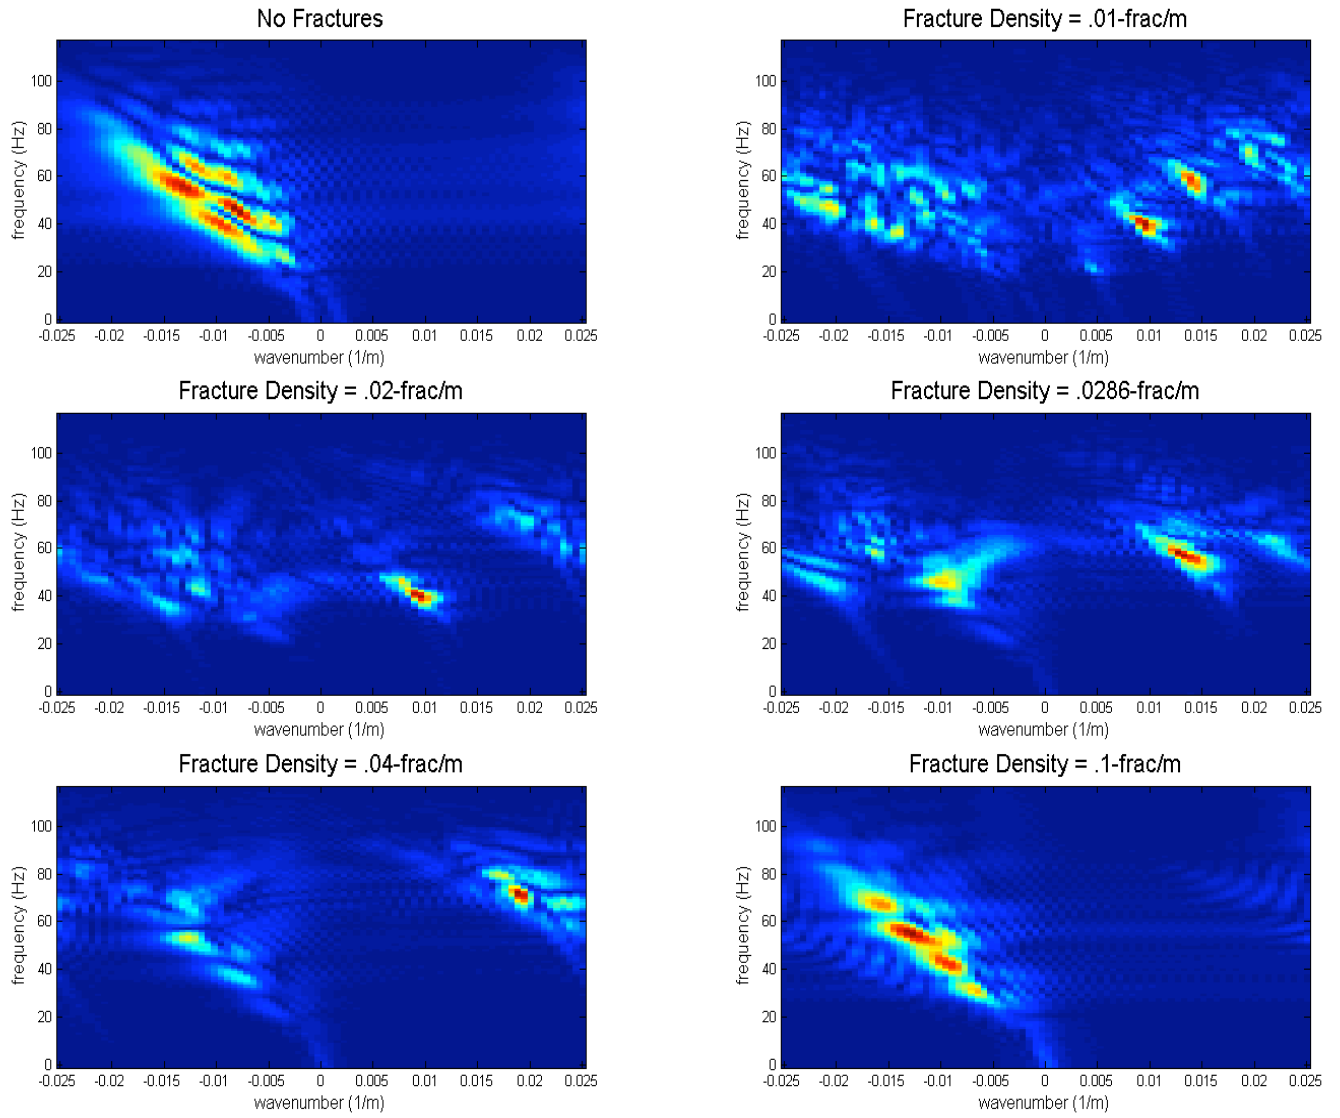 No Fractures
100
80
60
40
20
0
frequency (Hz)
-0.025 -0.02 -0.015 -0.01 -0.005 0 0.005 0.01 0.015 0.02 0.025
wavenumber (1/m)
Fracture Density = .01-frac/m
100
80
60
40
20
0
frequency (Hz)
-0.025 -0.02 -0.015 -0.01 -0.005 0 0.005 0.01 0.015 0.02 0.025
wavenumber (1/m)
Fracture Density = .02-frac/m
100
80
60
40
20
0
frequency (Hz)
-0.025 -0.02 -0.015 -0.01 -0.005 0 0.005 0.01 0.015 0.02 0.025
wavenumber (1/m)
Fracture Density = .0286-frac/m
100
80
60
40
20
0
frequency (Hz)
-0.025 -0.02 -0.015 -0.01 -0.005 0 0.005 0.01 0.015 0.02 0.025
wavenumber (1/m)
Fracture Density = .04-frac/m
100
80
60
40
20
0
frequency (Hz)
-0.025 -0.02 -0.015 -0.01 -0.005 0 0.005 0.01 0.015 0.02 0.025
wavenumber (1/m)
Fracture Density = .1-frac/m
100
80
60
40
20
0
frequency (Hz)
-0.025 -0.02 -0.015 -0.01 -0.005 0 0.005 0.01 0.015 0.02 0.025
wavenumber (1/m)